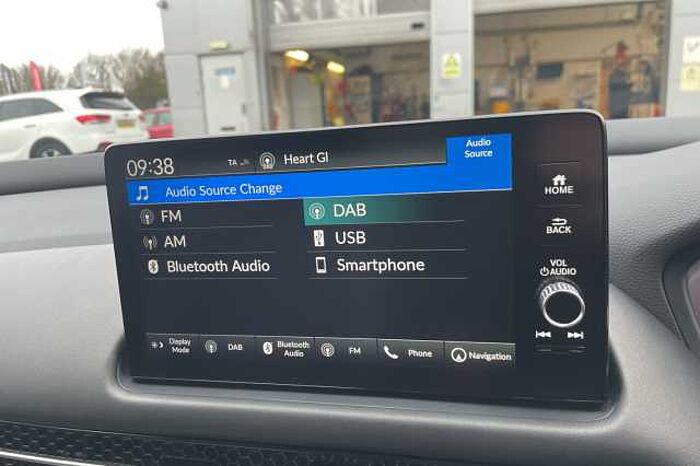 09:38 TA Heart Gl Audio Source
Audio Source Change
FM DAB
AM USB
Bluetooth Audio Smartphone
Display Mode DAB Bluetooth Audio FM Phone Navigation
HOME
BACK
VOL
AUDIO